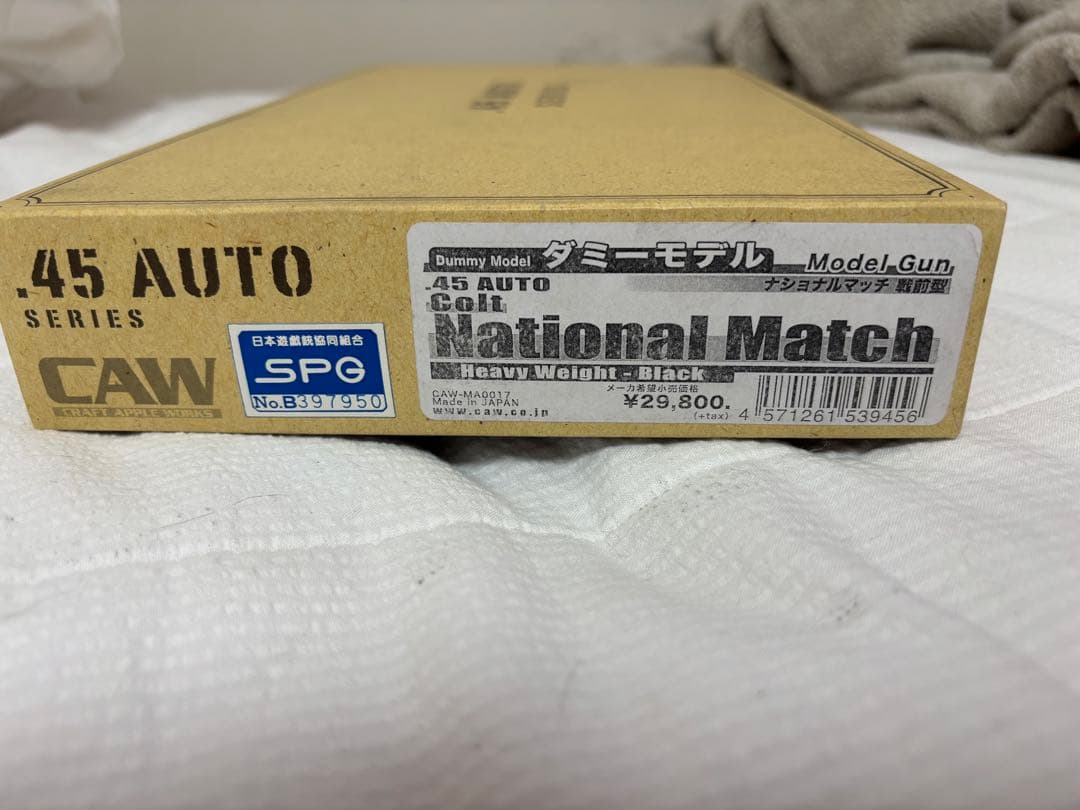 .45 AUTO
SERIES
.45 AUTO
SERIES
CAW
CRAFT APPLE WORKS
日本遊戯銃協同組合
SPG
No.B397950
Dummy Model ダミーモデル Model Gun
.45 AUTO ナショナルマッチ 戦前型
Colt
National Match
Heavy Weight - Black
CAW-MA0017
Made in JAPAN
www.caw.co.jp
メーカ希望小売価格
¥29,800.
(+tax)
4 571261 539456